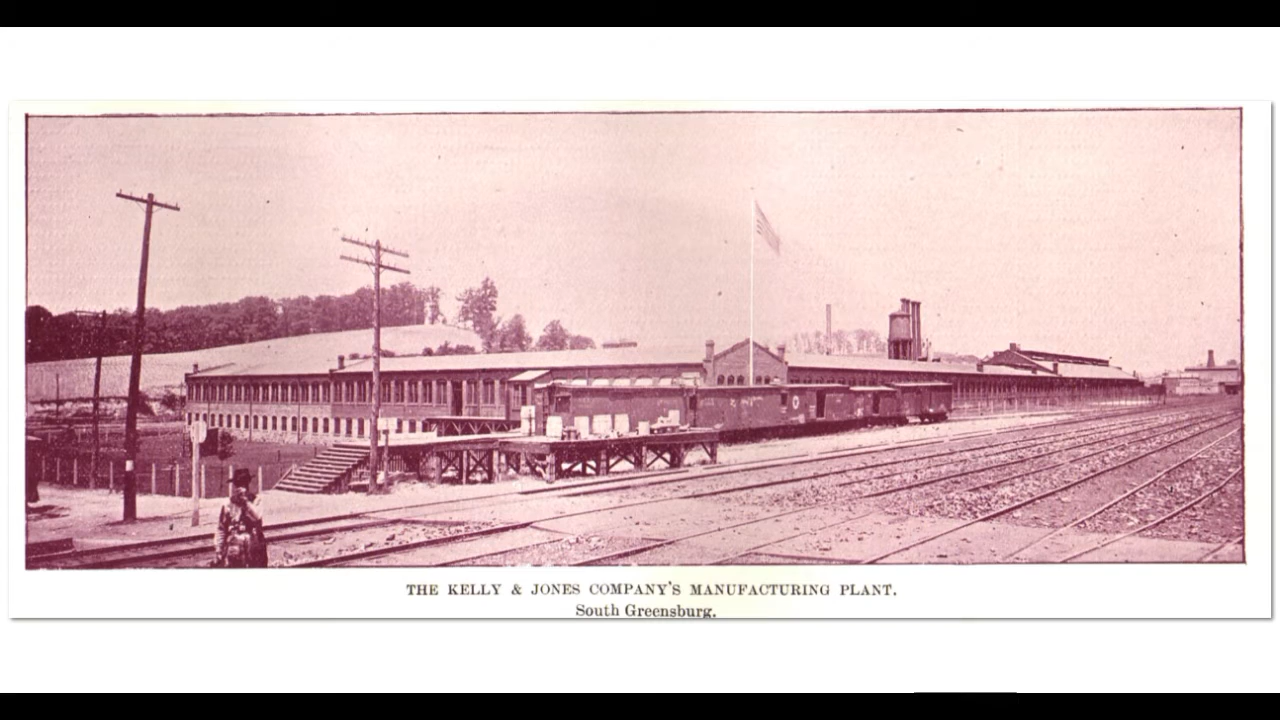 THE KELLY & JONES COMPANY'S MANUFACTURING PLANT.
South Greensburg.